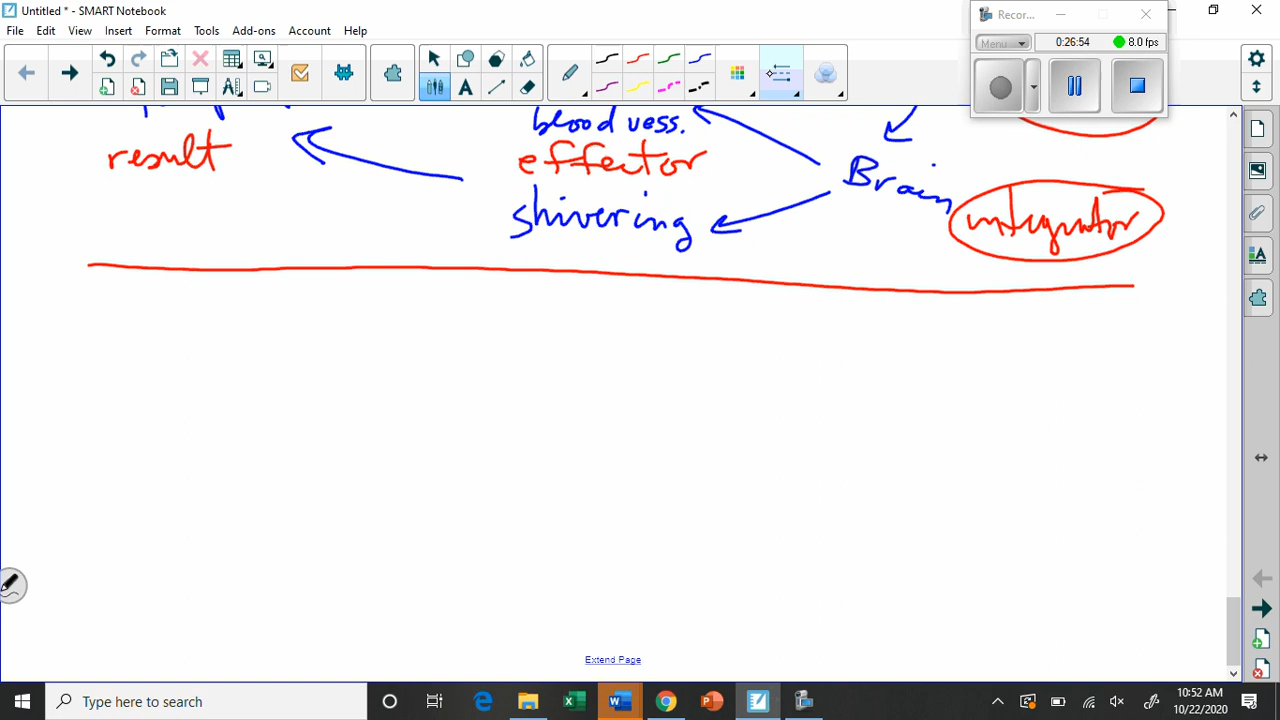 Untitled * - SMART Notebook
Recor...
File Edit View Insert Format Tools Add-ons Account Help
Menu
0:26:54
8.0 fps
blood vess.
result
effector
Brain
shivering
integrator
Extend Page
Type here to search
10:52 AM
10/22/2020